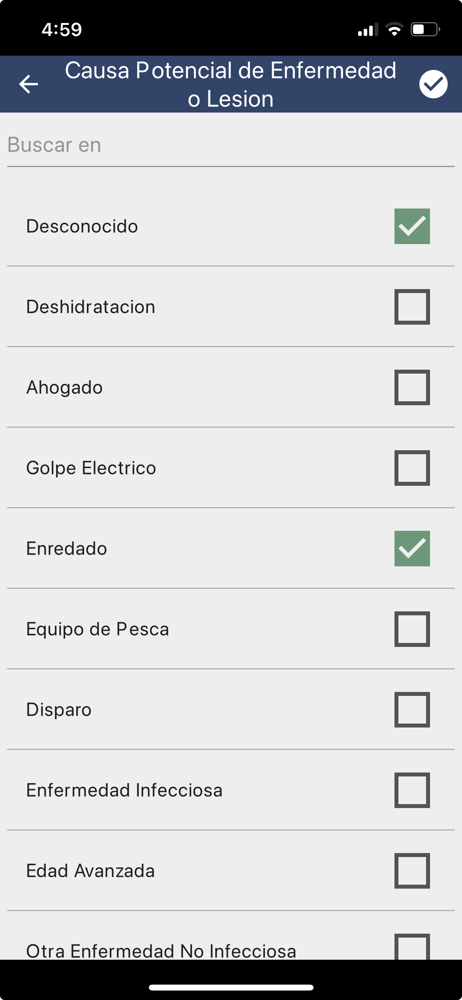 4:59
Causa Potencial de Enfermedad
o Lesion
Buscar en
Desconocido
Deshidratacion
Ahogado
Golpe Electrico
Enredado
Equipo de Pesca
Disparo
Enfermedad Infecciosa
Edad Avanzada
Otra Enfermedad No Infecciosa